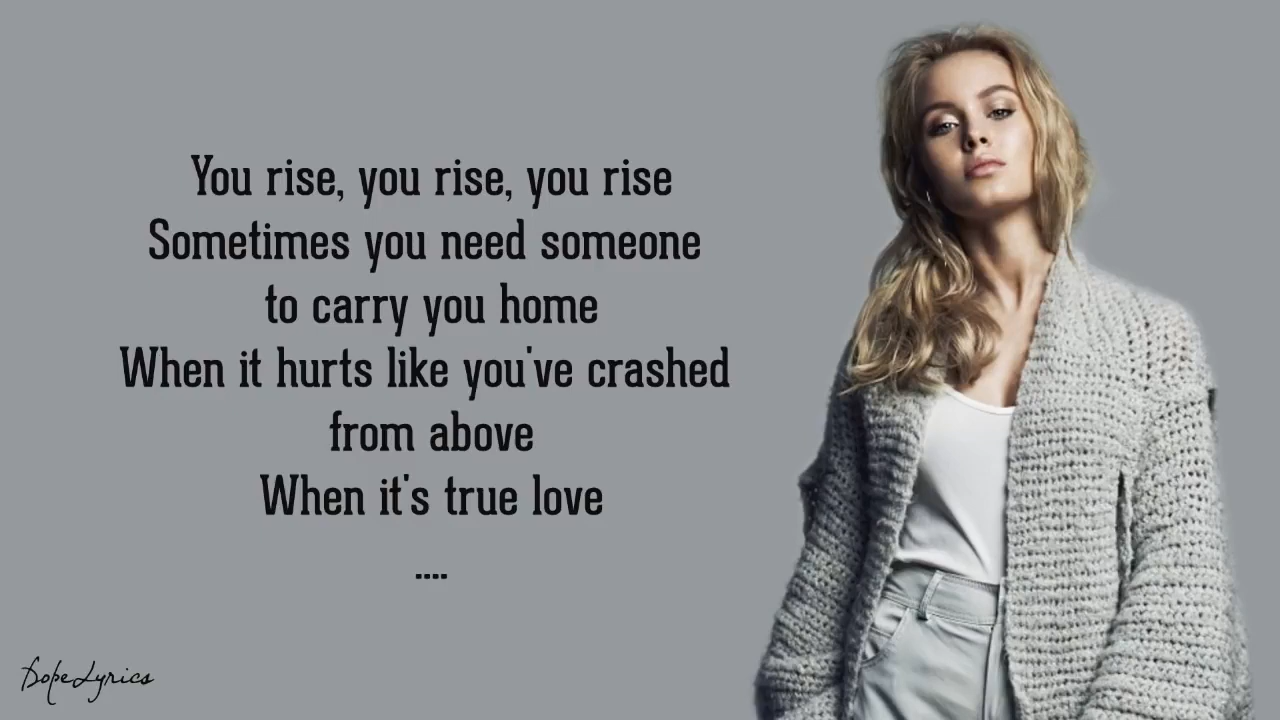 You rise, you rise, you rise
Sometimes you need someone
to carry you home
When it hurts like you've crashed
from above
When it's true love
....
DopeLyrics